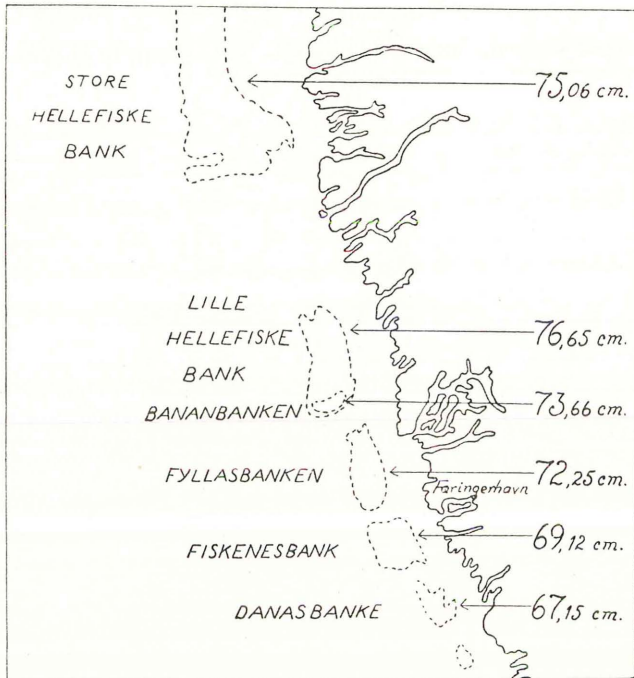 STORE
HELLEFISKE
BANK
75,06 cm.
LILLE
HELLEFISKE
BANK
76,65 cm.
BANANBANKEN
73,66 cm.
FYLLASBANKEN
72,25 cm.
Færingerhavn
FISKENESBANK
69,12 cm.
DANASBANKE
67,15 cm.